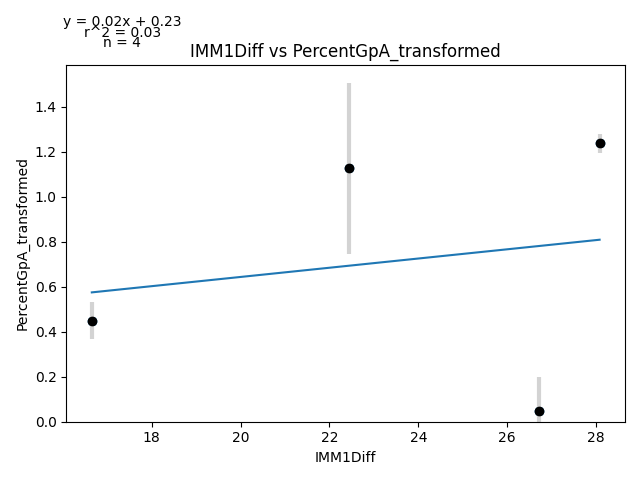 y = 0.02x + 0.23
r^2 = 0.03
n = 4
IMM1Diff vs PercentGpA_transformed
PercentGpA_transformed
1.4
1.2
1.0
0.8
0.6
0.4
0.2
0.0
18 20 22 24 26 28
IMM1Diff